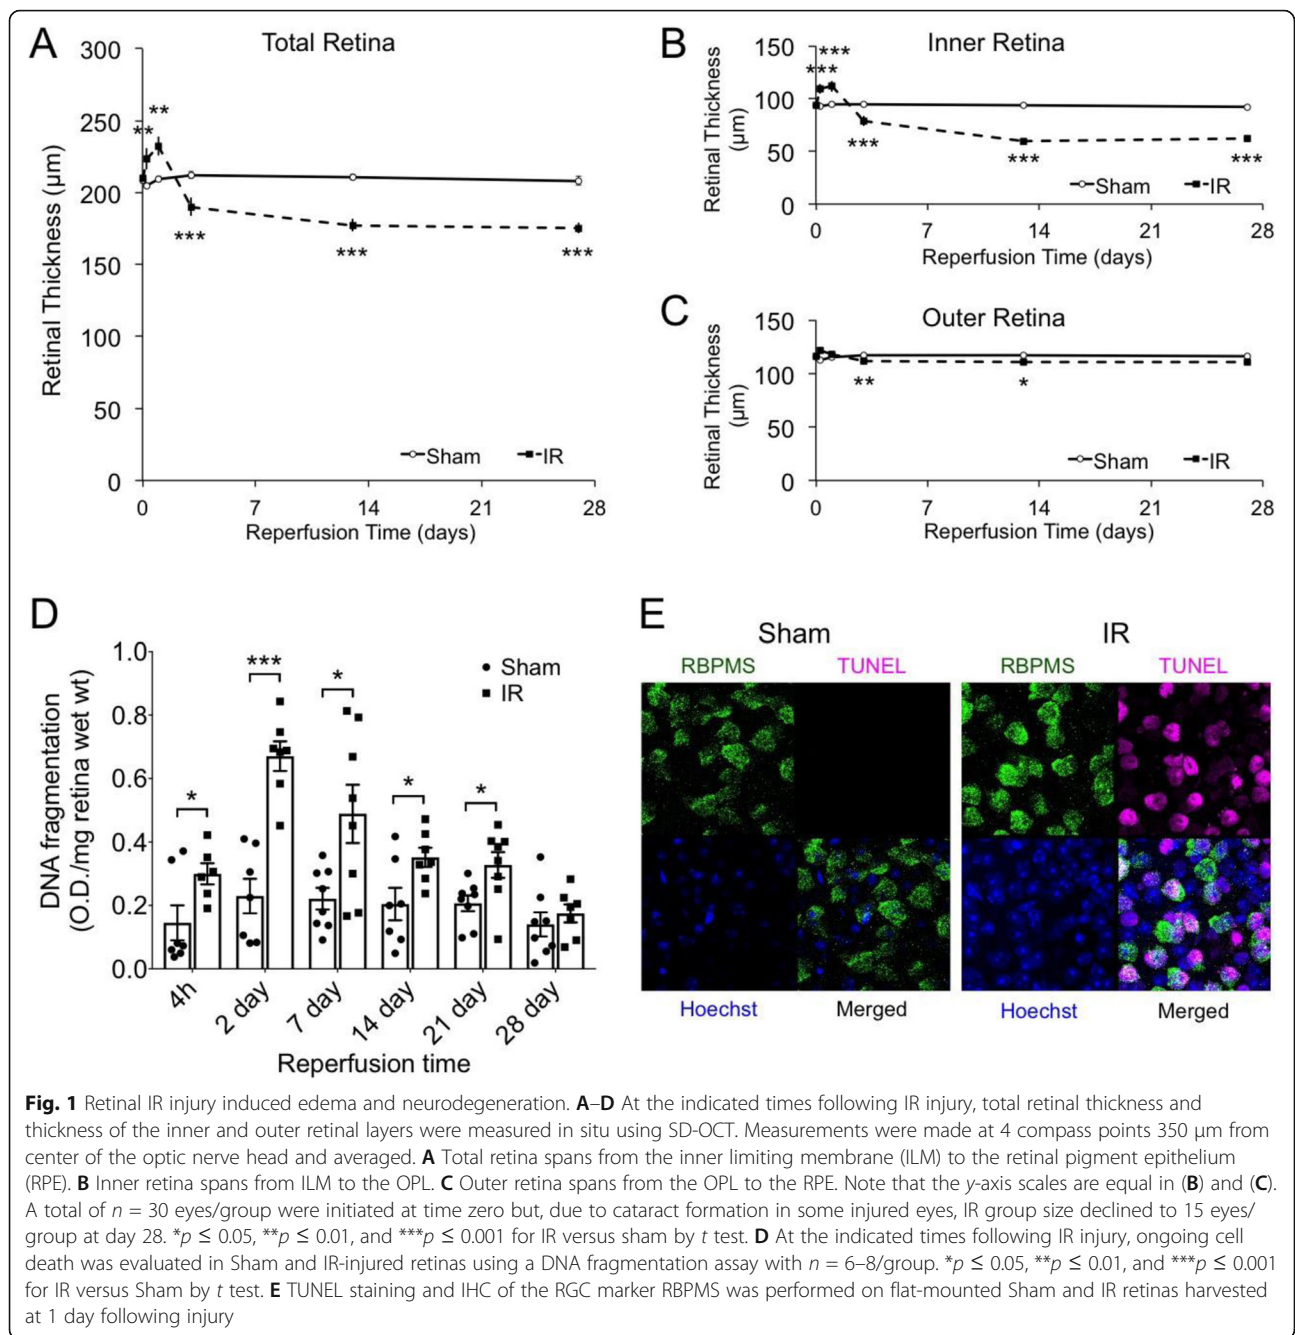 A
Total Retina
300
250
200
150
100
50
0
**
**
***
***
***
Retinal Thickness (µm)
Sham
IR
0 7 14 21 28
Reperfusion Time (days)
B
Inner Retina
150
100
50
0
***
***
***
***
***
Retinal Thickness
(µm)
Sham
IR
0 7 14 21 28
Reperfusion Time (days)
C
Outer Retina
150
100
50
0
**
*
Retinal Thickness
(µm)
Sham
IR
0 7 14 21 28
Reperfusion Time (days)
D
1.0
0.8
0.6
0.4
0.2
0.0
DNA fragmentation
(O.D./mg retina wet wt)
Sham
IR
*
***
*
*
*
4h 2 day 7 day 14 day 21 day 28 day
Reperfusion time
E
Sham IR
RBPMS TUNEL RBPMS TUNEL
Hoechst Merged Hoechst Merged
Fig. 1 Retinal IR injury induced edema and neurodegeneration. A–D At the indicated times following IR injury, total retinal thickness and
thickness of the inner and outer retinal layers were measured in situ using SD-OCT. Measurements were made at 4 compass points 350 µm from
center of the optic nerve head and averaged. A Total retina spans from the inner limiting membrane (ILM) to the retinal pigment epithelium
(RPE). B Inner retina spans from ILM to the OPL. C Outer retina spans from the OPL to the RPE. Note that the y-axis scales are equal in (B) and (C).
A total of n = 30 eyes/group were initiated at time zero but, due to cataract formation in some injured eyes, IR group size declined to 15 eyes/
group at day 28. *p ≤ 0.05, **p ≤ 0.01, and ***p ≤ 0.001 for IR versus sham by t test. D At the indicated times following IR injury, ongoing cell
death was evaluated in Sham and IR-injured retinas using a DNA fragmentation assay with n = 6–8/group. *p ≤ 0.05, **p ≤ 0.01, and ***p ≤ 0.001
for IR versus Sham by t test. E TUNEL staining and IHC of the RGC marker RBPMS was performed on flat-mounted Sham and IR retinas harvested
at 1 day following injury